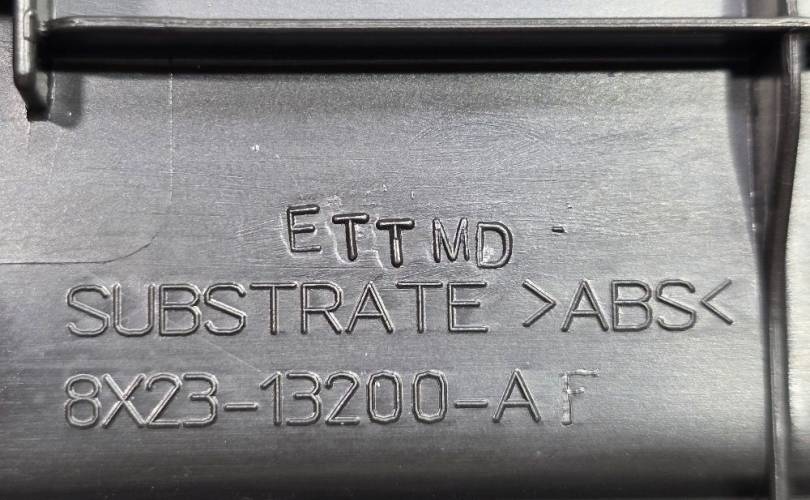 ETTMD -
SUBSTRATE >ABS<
8X23-13200-AF